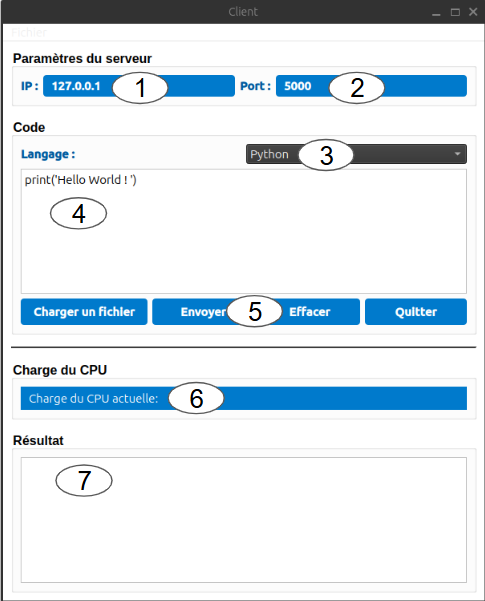 Client
Fichier
Paramètres du serveur
IP : 127.0.0.1 1 Port : 5000 2
Code
Langage : Python 3
print('Hello World ! ')
4
Charger un fichier Envoyer 5 Effacer Quitter
Charge du CPU
Charge du CPU actuelle: 6
Résultat
7